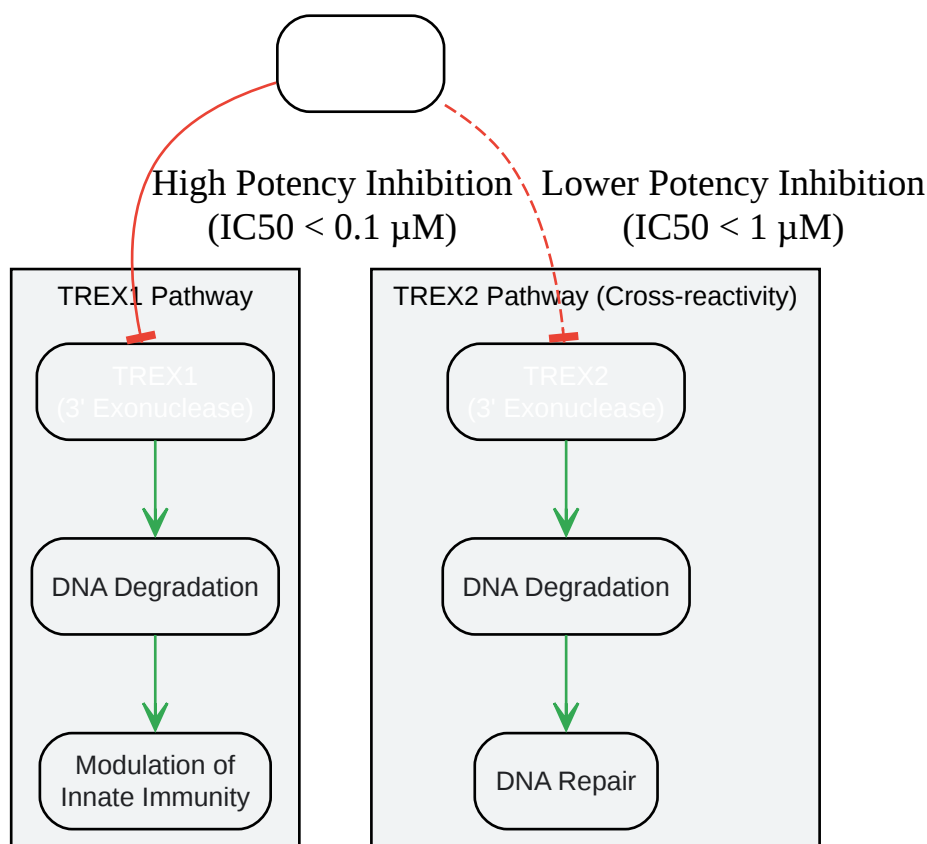 High Potency Inhibition
(IC50 < 0.1 µM)
Lower Potency Inhibition
(IC50 < 1 µM)
TREX1 Pathway
TREX1
(3' Exonuclease)
DNA Degradation
Modulation of
Innate Immunity
TREX2 Pathway (Cross-reactivity)
TREX2
(3' Exonuclease)
DNA Degradation
DNA Repair